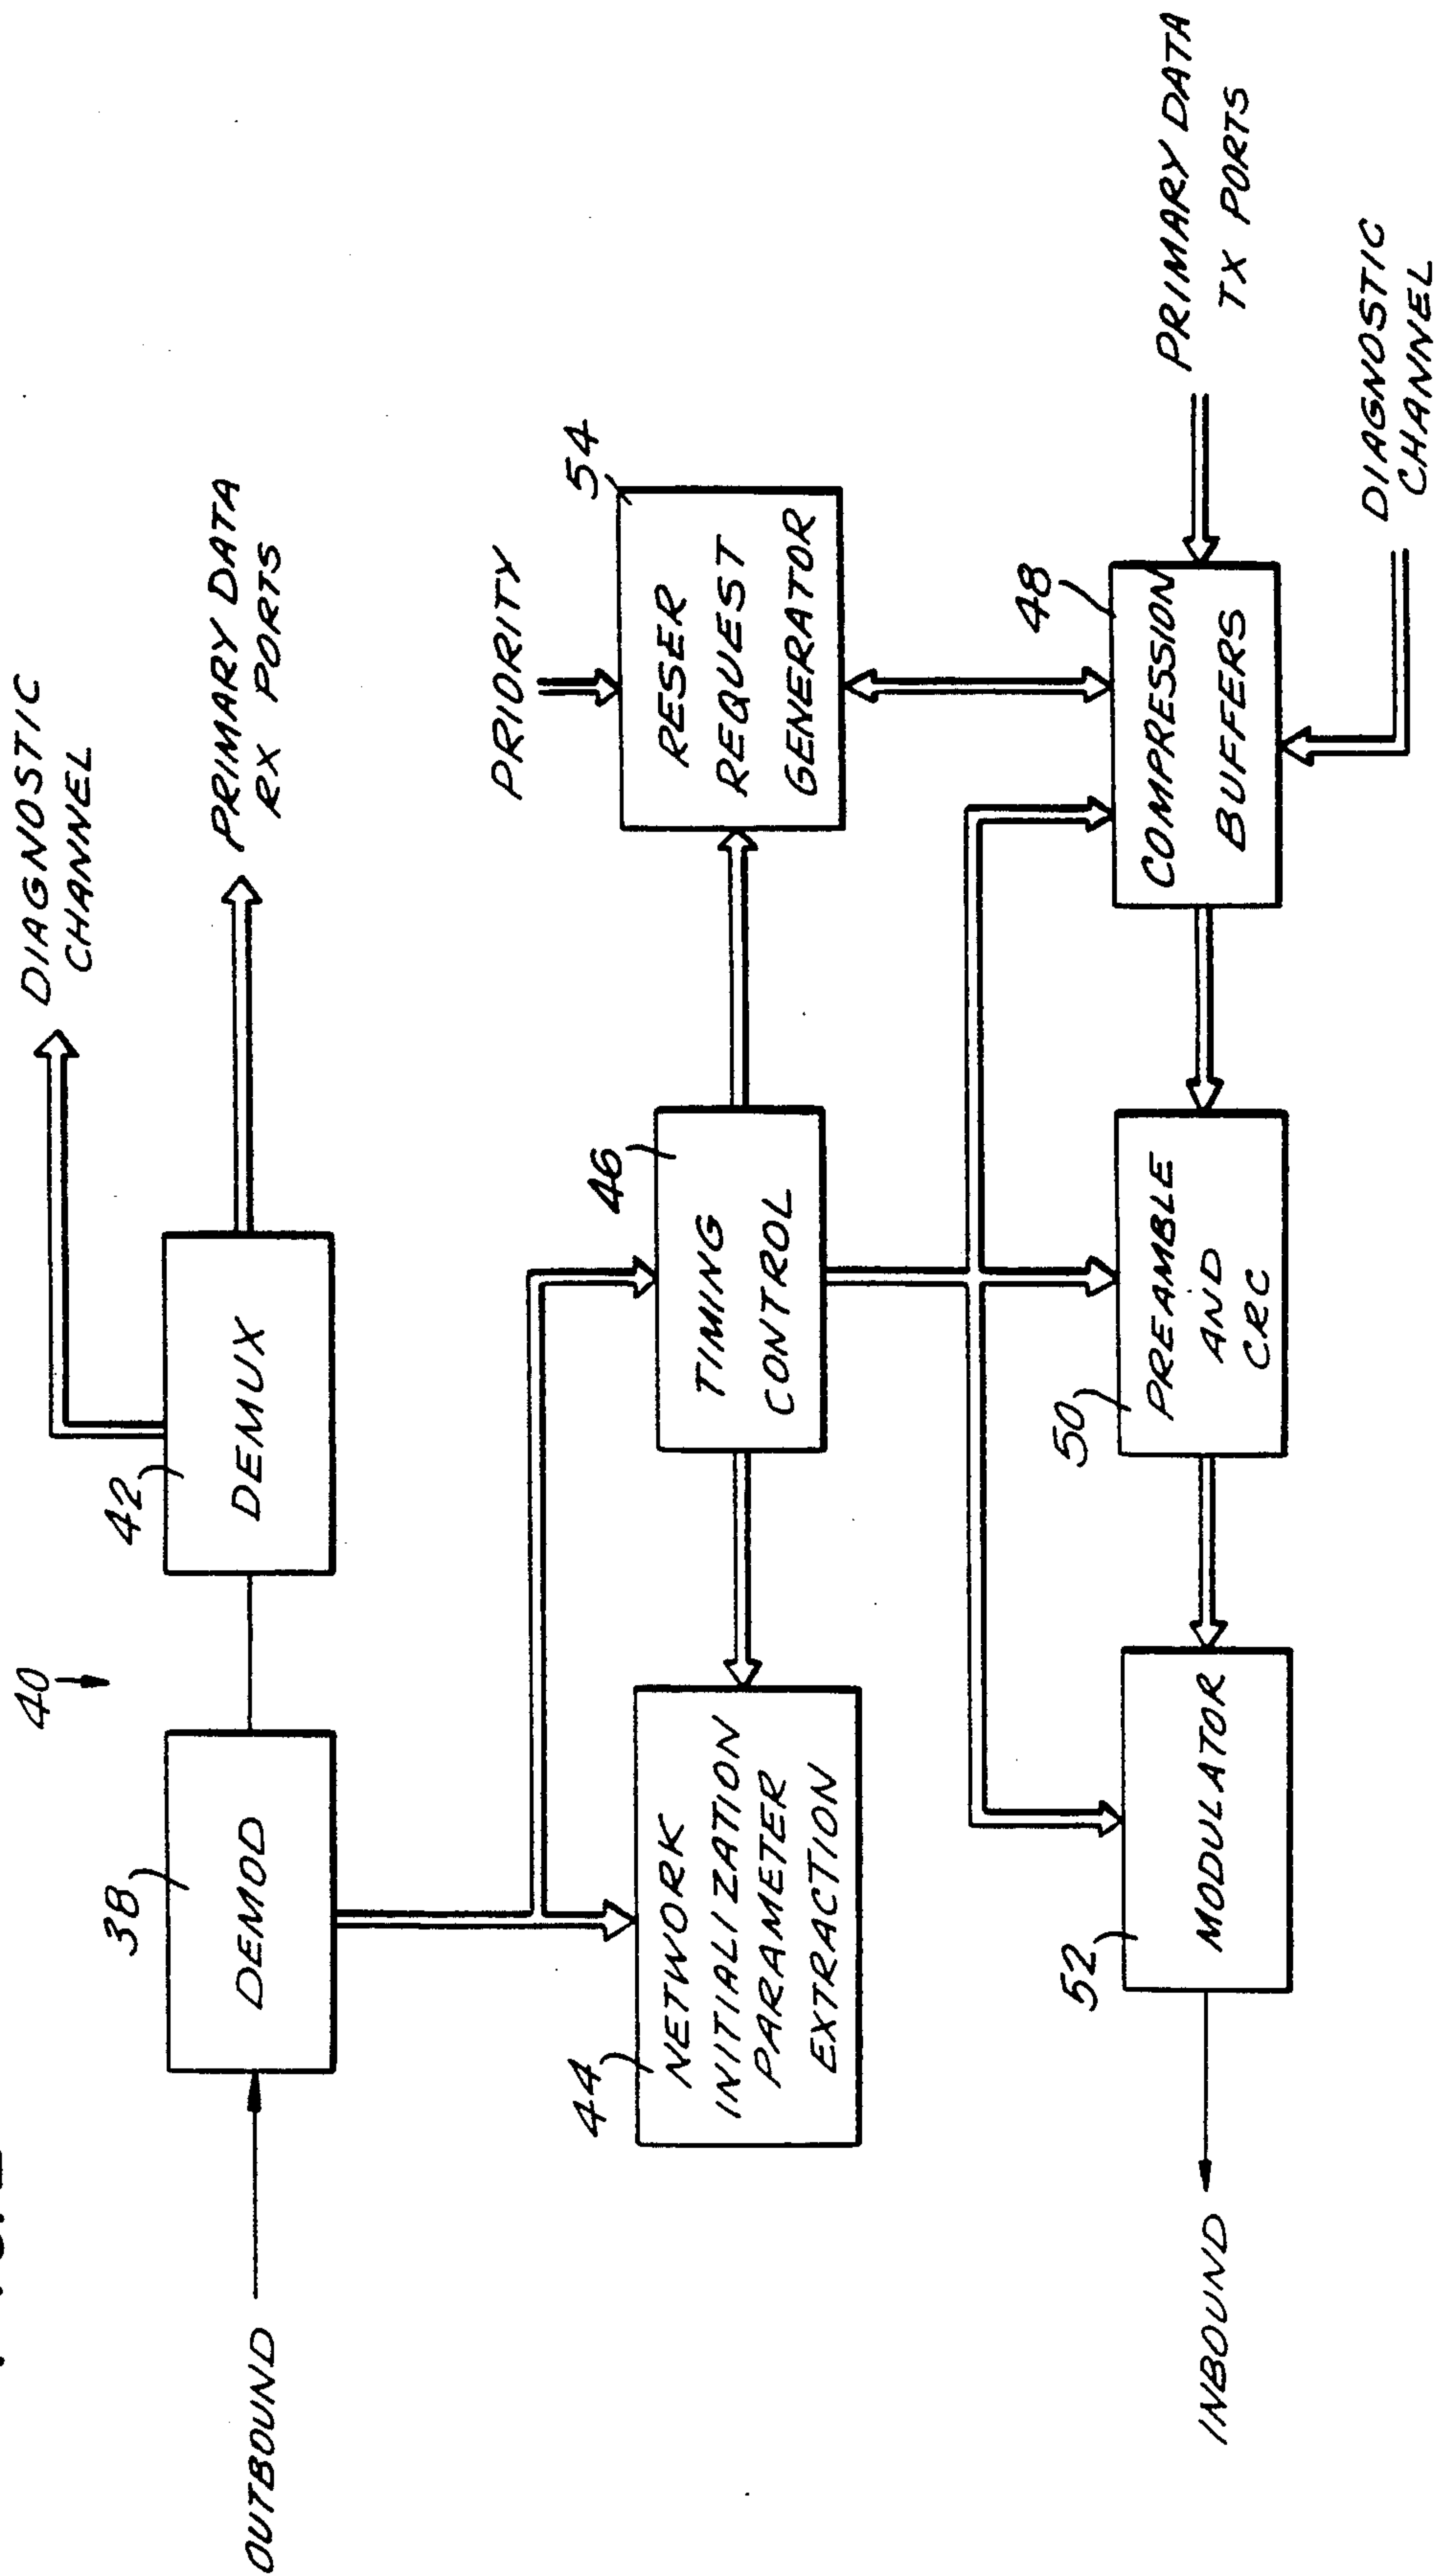 40
DIAGNOSTIC
CHANNEL
38
42
OUTBOUND
DEMOD
DEMUX
PRIMARY DATA
RX PORTS
PRIORITY
44
46
54
NETWORK
INITIALIZATION
PARAMETER
EXTRACTION
TIMING
CONTROL
RESER
REQUEST
GENERATOR
52
50
48
INBOUND
MODULATOR
PREAMBLE
AND
CRC
COMPRESSION
BUFFERS
PRIMARY DATA
TX PORTS
DIAGNOSTIC
CHANNEL